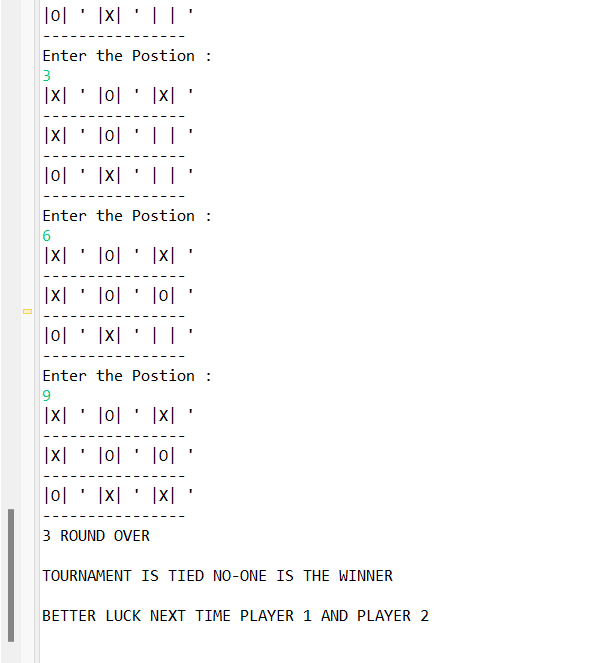 |O| ' |X| ' | | '
----------------
Enter the Postion :
3
|X| ' |O| ' |X| '
----------------
|X| ' |O| ' | | '
----------------
|O| ' |X| ' | | '
----------------
Enter the Postion :
6
|X| ' |O| ' |X| '
----------------
|X| ' |O| ' |O| '
----------------
|O| ' |X| ' | | '
----------------
Enter the Postion :
9
|X| ' |O| ' |X| '
----------------
|X| ' |O| ' |O| '
----------------
|O| ' |X| ' |X| '
----------------
3 ROUND OVER
TOURNAMENT IS TIED NO-ONE IS THE WINNER
BETTER LUCK NEXT TIME PLAYER 1 AND PLAYER 2